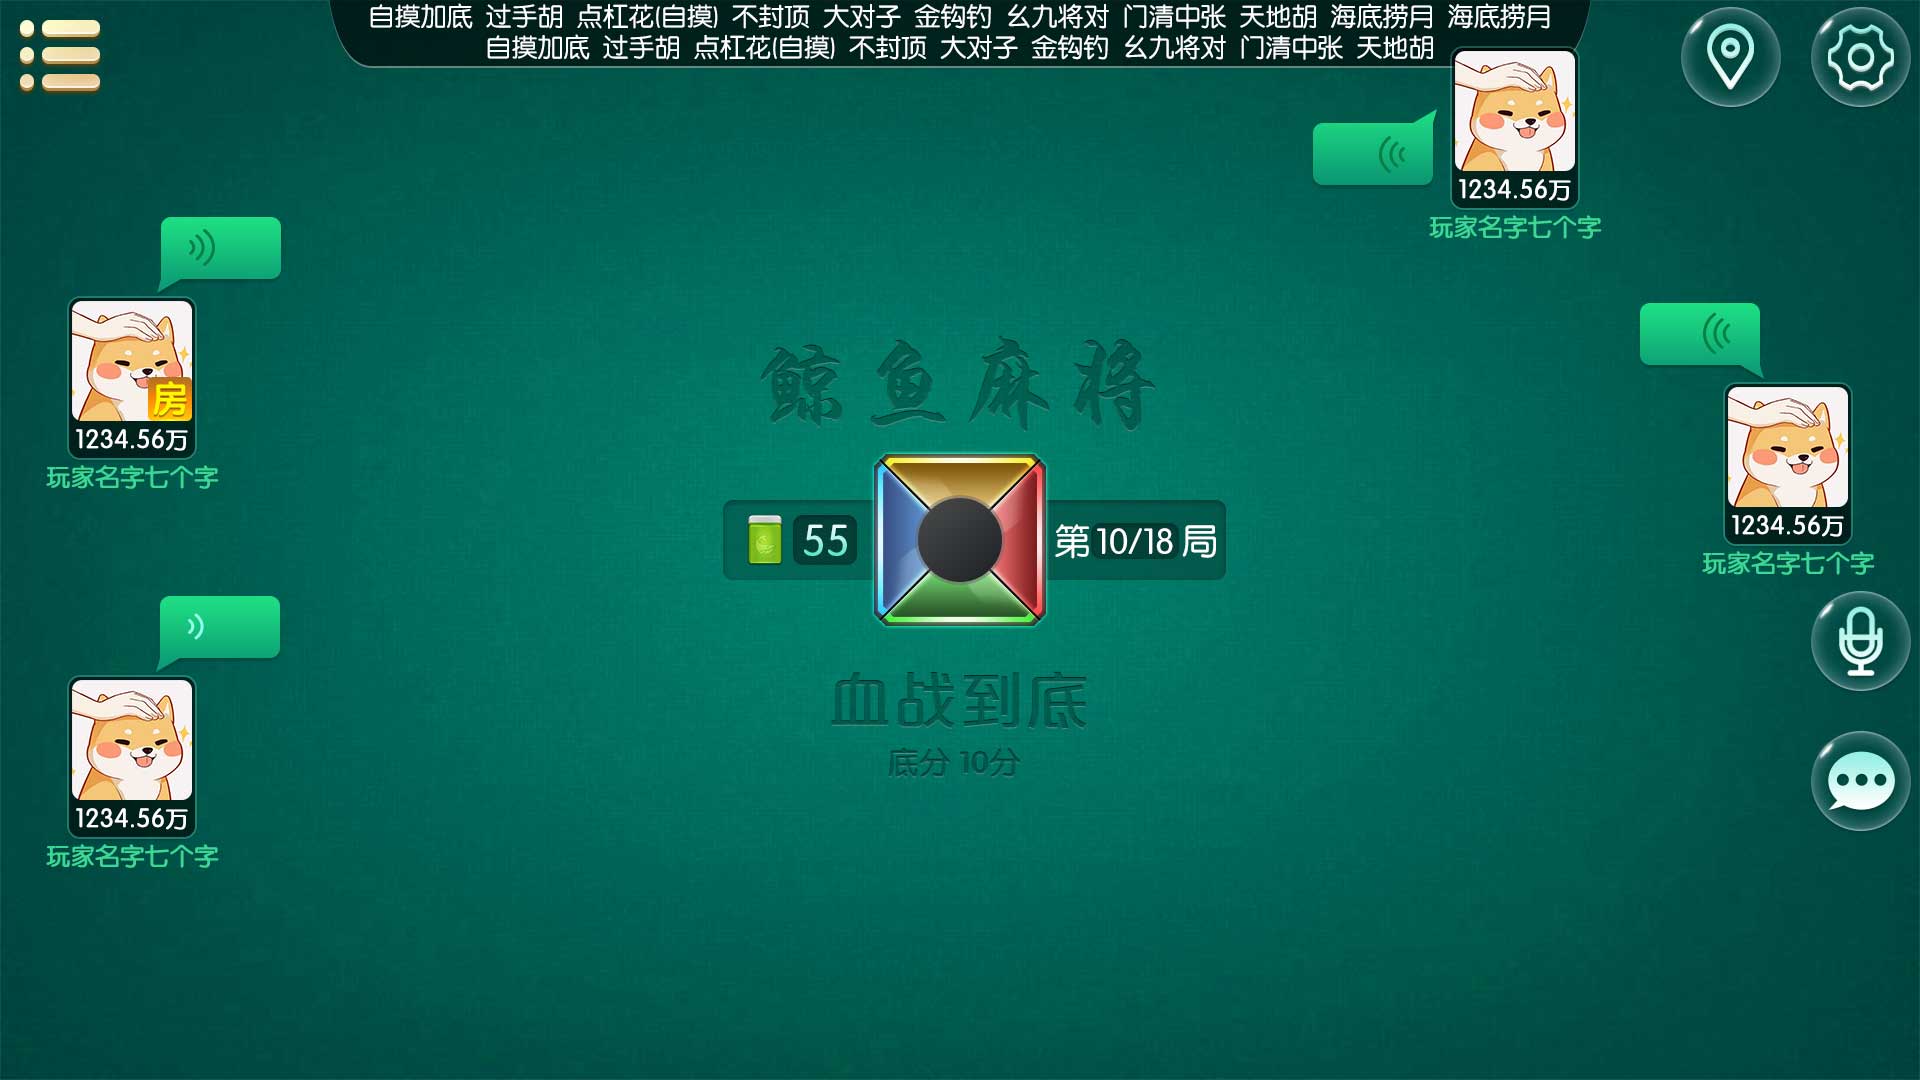 自摸加底 过手胡 点杠花(自摸) 不封顶 大对子 金钩钓 幺九将对 门清中张 天地胡 海底捞月 海底捞月
自摸加底 过手胡 点杠花(自摸) 不封顶 大对子 金钩钓 幺九将对 门清中张 天地胡
1234.56万
玩家名字七个字
房
1234.56万
玩家名字七个字
鲸鱼麻将
1234.56万
玩家名字七个字
55
第10/18局
血战到底
底分 10分
1234.56万
玩家名字七个字